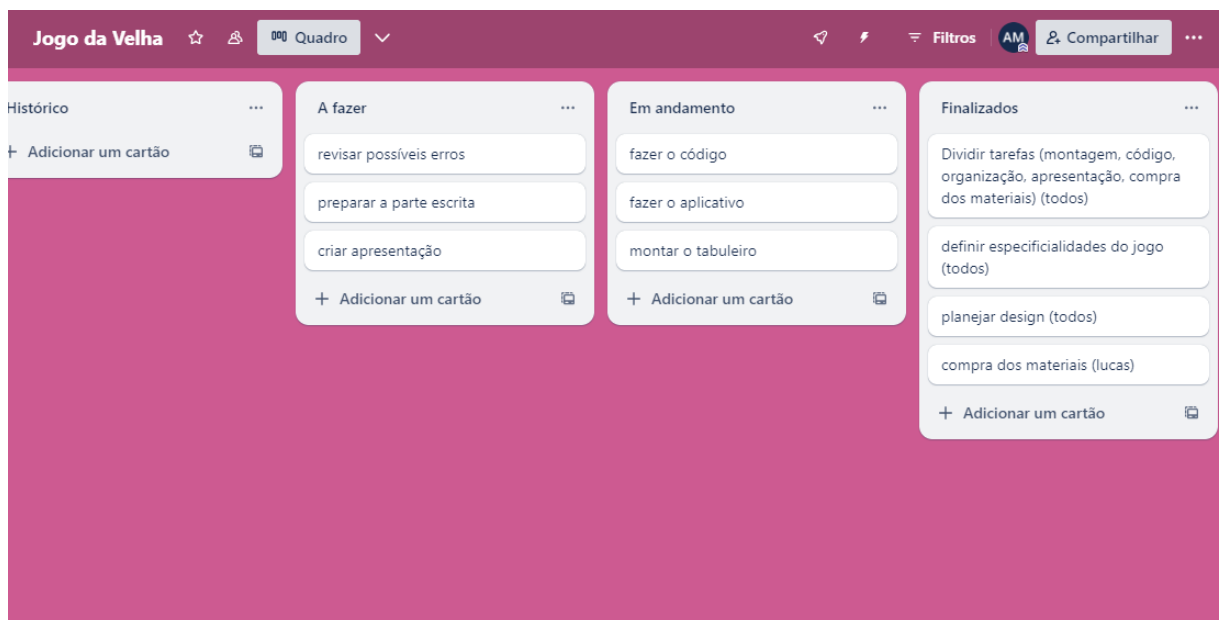 Jogo da Velha
Quadro
Filtros
AM
Compartilhar
Histórico
+ Adicionar um cartão
A fazer
revisar possíveis erros
preparar a parte escrita
criar apresentação
+ Adicionar um cartão
Em andamento
fazer o código
fazer o aplicativo
montar o tabuleiro
+ Adicionar um cartão
Finalizados
Dividir tarefas (montagem, código,
organização, apresentação, compra
dos materiais) (todos)
definir especificialidades do jogo
(todos)
planejar design (todos)
compra dos materiais (lucas)
+ Adicionar um cartão